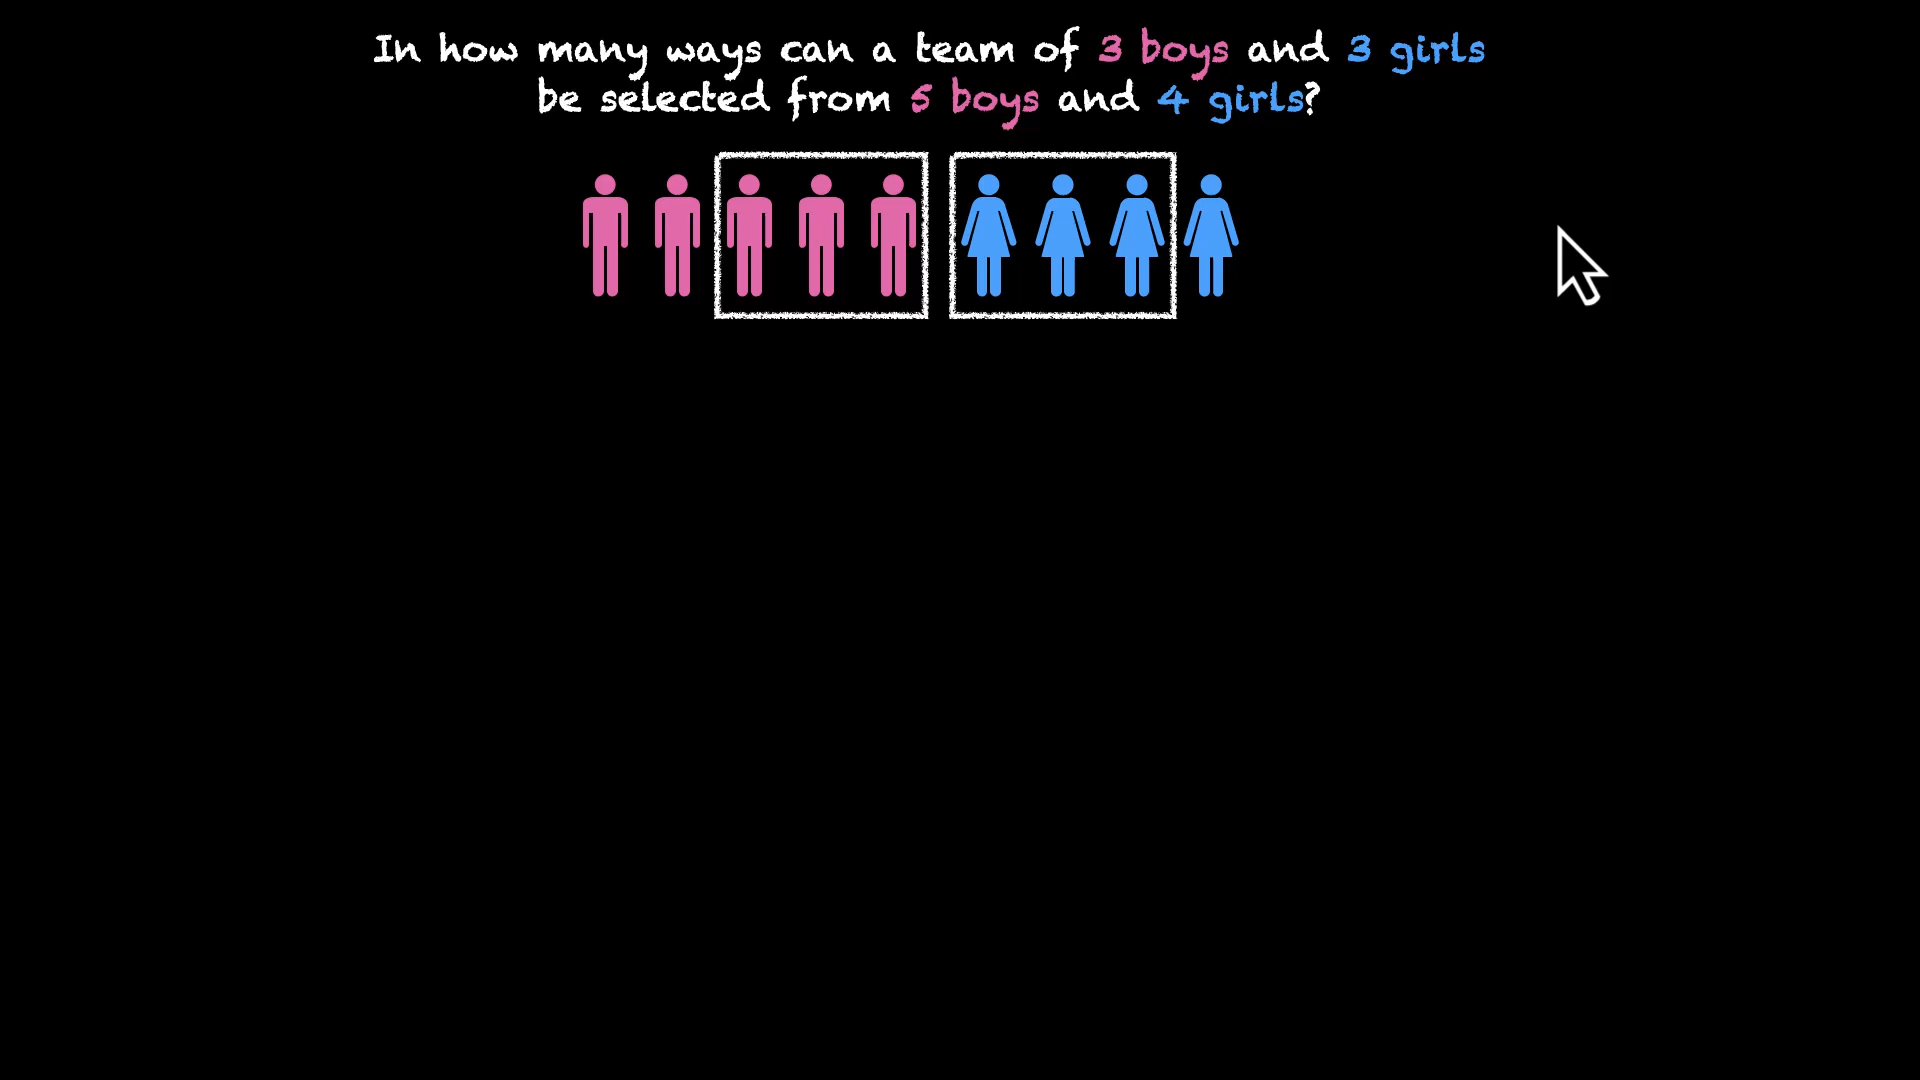 In how many ways can a team of 3 boys and 3 girls
be selected from 5 boys and 4 girls?